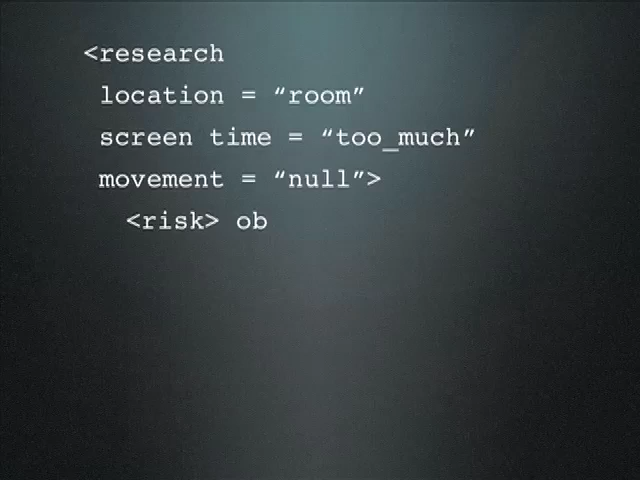 <research
location = “room”
screen time = “too_much”
movement = “null”>
<risk> ob